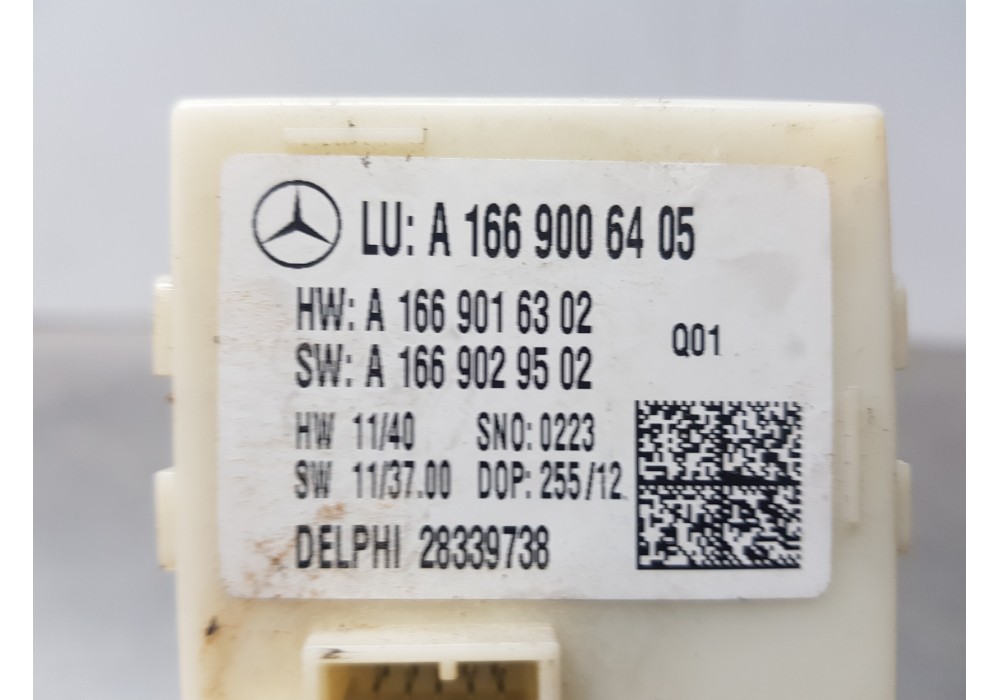 LU: A 166 900 64 05
HW: A 166 901 63 02
SW: A 166 902 95 02
Q01
HW 11/40 SNO: 0223
SW 11/37.00 DOP: 255/12
DELPHI 28339738